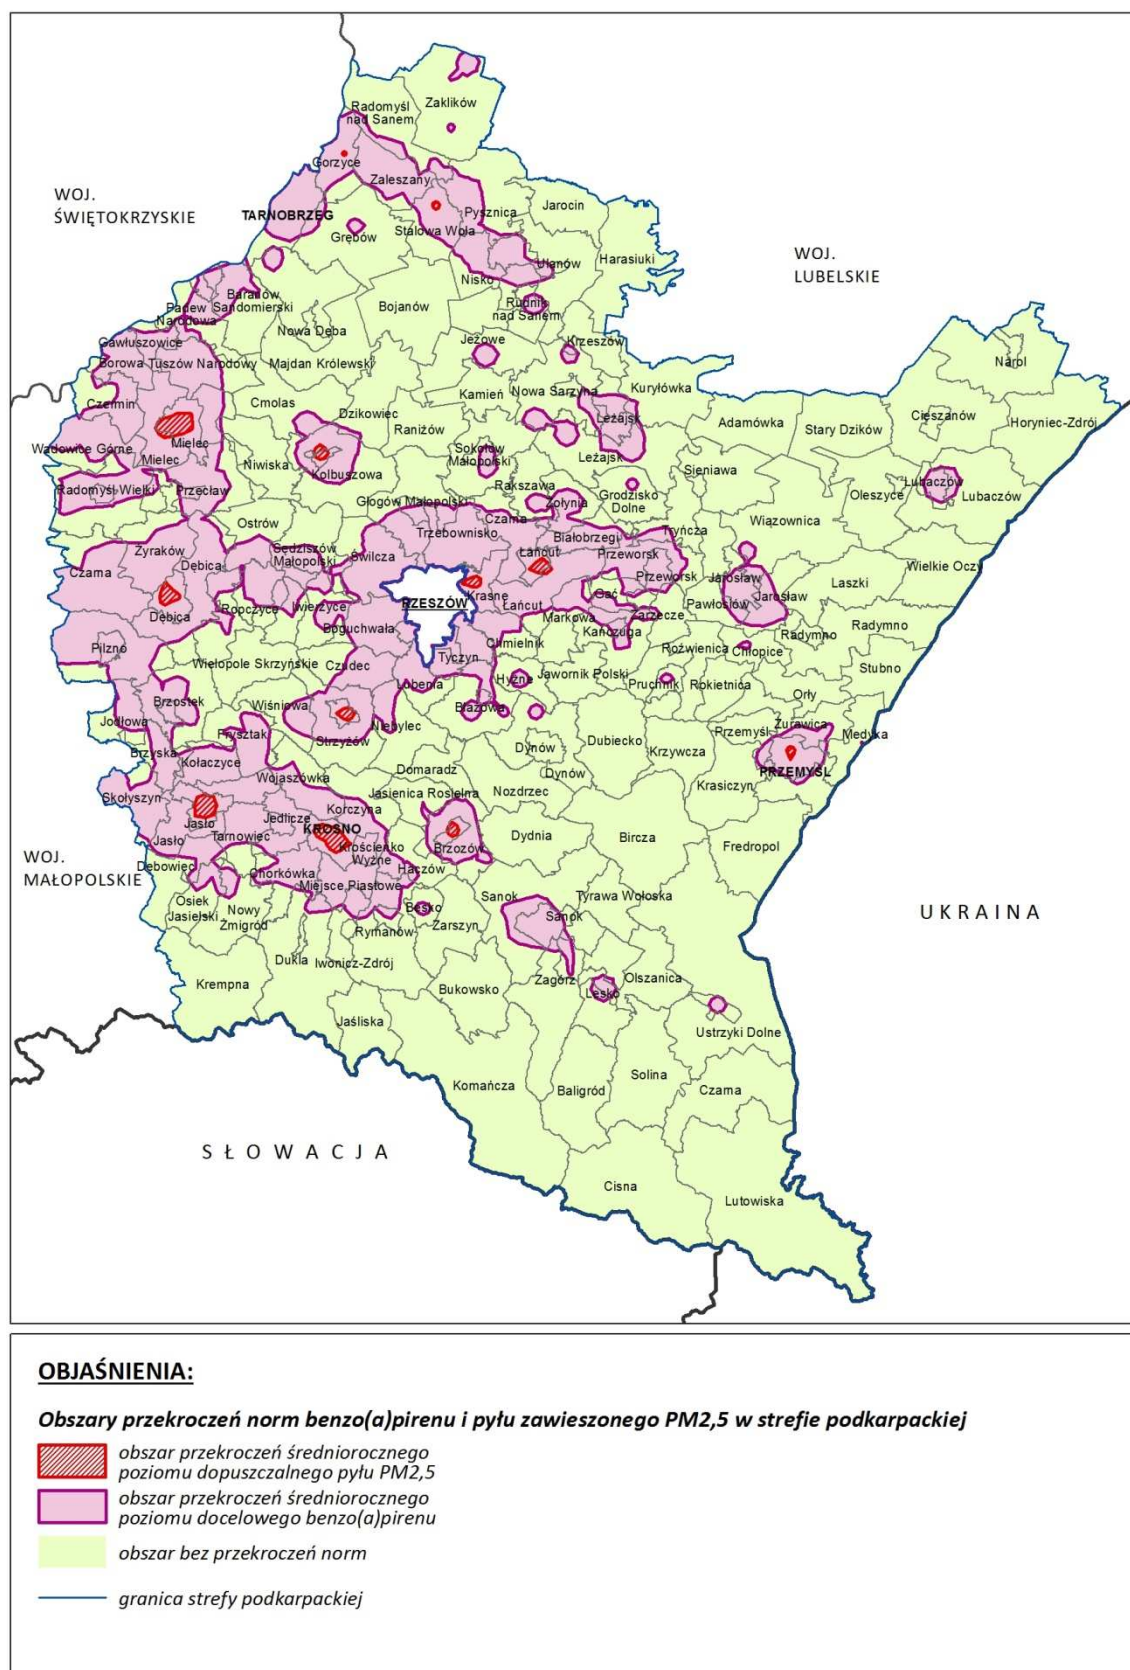 Zaklików
Radomyśl
nad Sanem
Gorzyce
Zaleszany
WOJ.
ŚWIĘTOKRZYSKIE
TARNOBRZEG
Pysznica
Jarocin
Stalowa Wola
Grębów
Ulanów
Harasiuki
WOJ.
LUBELSKIE
Nisko
Baranów
Sandomierski
Padew
Narodowa
Bojanów
Rudnik
nad Sanem
Nowa Dęba
Gawłuszowice
Jeżowe
Krzeszów
Borowa
Tuszów Narodowy
Majdan Królewski
Narol
Kamień
Nowa Sarzyna
Kuryłówka
Czermin
Cmolas
Dzikowiec
Raniżów
Leżajsk
Adamówka
Stary Dzików
Cieszanów
Horyniec-Zdrój
Mielec
Wadowice Górne
Mielec
Niwiska
Kolbuszowa
Sokołów
Małopolski
Leżajsk
Sieniawa
Radomyśl Wielki
Przecław
Rakszawa
Żołynia
Grodzisko
Dolne
Oleszyce
Lubaczów
Lubaczów
Głogów Małopolski
Ostrów
Czarna
Trzebownisko
Białobrzegi
Tryńcza
Wiązownica
Żyraków
Dębica
Sędziszów
Małopolski
Świlcza
Łańcut
Przeworsk
Czarna
Przeworsk
Jarosław
Laszki
Wielkie Oczy
Krasne
Gać
Jarosław
RZESZÓW
Łańcut
Pawłosiów
Dębica
Ropczyce
Iwierzyce
Markowa
Zarzecze
Kańczuga
Radymno
Radymno
Boguchwała
Chmielnik
Pilzno
Tyczyn
Roźwienica
Chłopice
Wielopole Skrzyńskie
Czudec
Jawornik Polski
Stubno
Lubenia
Hyżne
Pruchnik
Rokietnica
Orły
Brzostek
Wiśniowa
Błażowa
Jodłowa
Niebylec
Żurawica
Frysztak
Strzyżów
Dynów
Dubiecko
Krzywcza
Przemyśl
Medyka
Brzyska
Kołaczyce
Wojaszówka
Domaradz
Dynów
PRZEMYŚL
Krasiczyn
Skołyszyn
Jasienica Rosielna
Nozdrzec
Korczyna
Jedlicze
Jasło
KROSNO
Dydnia
Bircza
Fredropol
Jasło
Tarnowiec
Krościenko
Wyżne
Brzozów
WOJ.
MAŁOPOLSKIE
Dębowiec
Chorkówka
Haczów
Miejsce Piastowe
Sanok
Tyrawa Wołoska
Osiek
Jasielski
Nowy
Żmigród
Besko
Zarszyn
Sanok
UKRAINA
Rymanów
Dukla
Iwonicz-Zdrój
Krempna
Zagórz
Olszanica
Bukowsko
Lesko
Jaśliska
Ustrzyki Dolne
Solina
Komańcza
Baligród
Czarna
SŁOWACJA
Cisna
Lutowiska
OBJAŚNIENIA:
Obszary przekroczeń norm benzo(a)pirenu i pyłu zawieszonego PM2,5 w strefie podkarpackiej
obszar przekroczeń średniorocznego
poziomu dopuszczalnego pyłu PM2,5
obszar przekroczeń średniorocznego
poziomu docelowego benzo(a)pirenu
obszar bez przekroczeń norm
granica strefy podkarpackiej